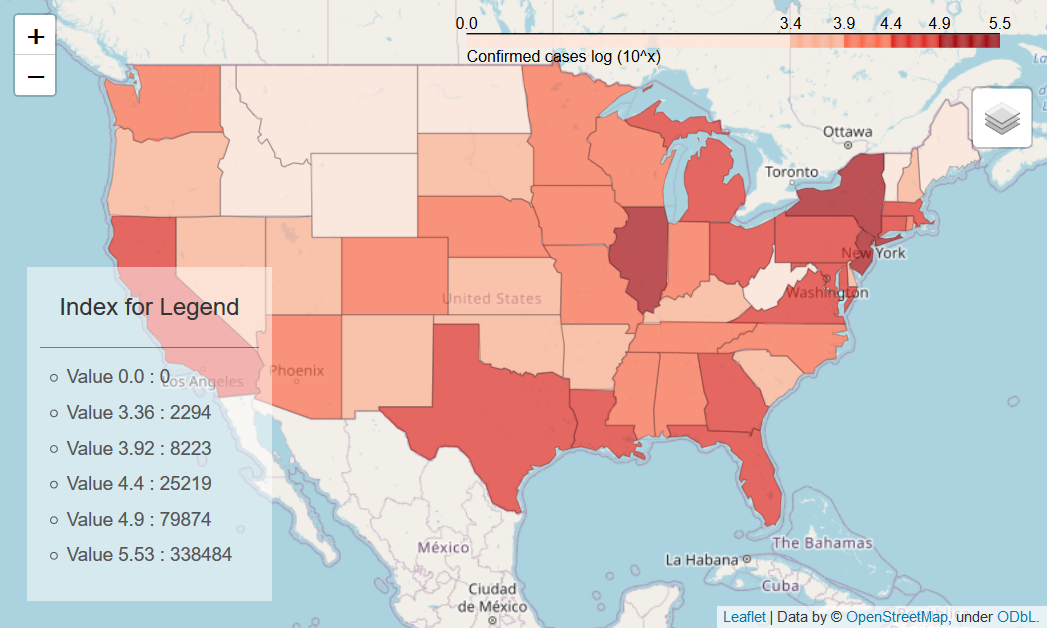 +
−
0.0 3.4 3.9 4.4 4.9 5.5
Confirmed cases log (10^x)
Ottawa
Toronto
New York
Washington
United States
Index for Legend
Phoenix
Los Angeles
Value 0.0 : 0
Value 3.36 : 2294
Value 3.92 : 8223
Value 4.4 : 25219
Value 4.9 : 79874
Value 5.53 : 338484
México
The Bahamas
La Habana
Cuba
Ciudad
de México
Leaflet | Data by © OpenStreetMap, under ODbL.